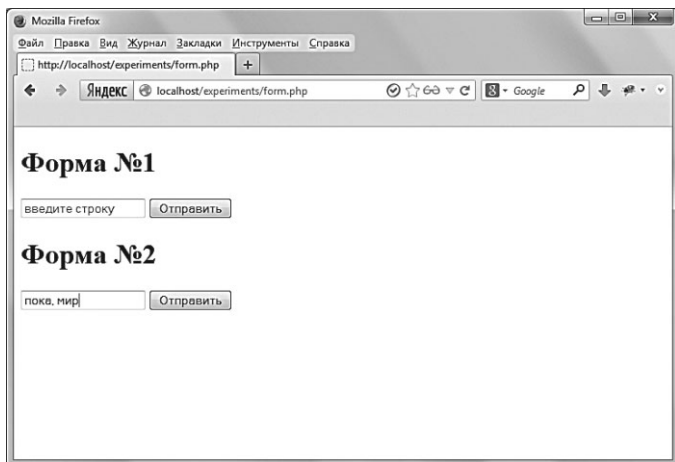 Mozilla Firefox
Файл Правка Вид Журнал Закладки Инструменты Справка
http://localhost/experiments/form.php +
Яндекс localhost/experiments/form.php 8 Google
Форма №1
введите строку Отправить
Форма №2
пока, мир Отправить